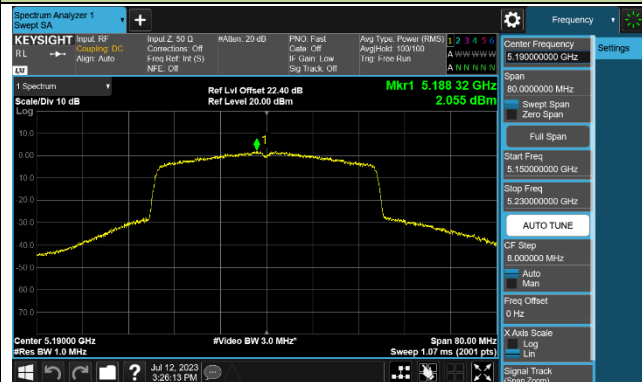 Spectrum Analyzer 1
Swept SA
+
Frequency
KEYSIGHT
RL
Input: RF
Coupling: DC
Align: Auto
Input Z: 50 Ω
Corrections: Off
Freq Ref: Int (S)
NFE: Off
#Atten: 20 dB
PNO: Fast
Gate: Off
IF Gain: Low
Sig Track: Off
Avg Type: Power (RMS)
Avg|Hold: 100/100
Trig: Free Run
1 2 3 4 5 6
A W W W W W
A N N N N N
LXI
1 Spectrum
Scale/Div 10 dB
Log
Ref Lvl Offset 22.40 dB
Ref Level 20.00 dBm
Mkr1 5.188 32 GHz
2.055 dBm
1
10.0
0.00
-10.0
-20.0
-30.0
-40.0
-50.0
-60.0
-70.0
Center 5.19000 GHz
#Res BW 1.0 MHz
#Video BW 3.0 MHz*
Span 80.00 MHz
Sweep 1.07 ms (2001 pts)
Center Frequency
5.190000000 GHz
Settings
Span
80.0000000 MHz
Swept Span
Zero Span
Full Span
Start Freq
5.150000000 GHz
Stop Freq
5.230000000 GHz
AUTO TUNE
CF Step
8.000000 MHz
Auto
Man
Freq Offset
0 Hz
X Axis Scale
Log
Lin
Signal Track
(Span Zoom)
?
Jul 12, 2023
3:26:13 PM